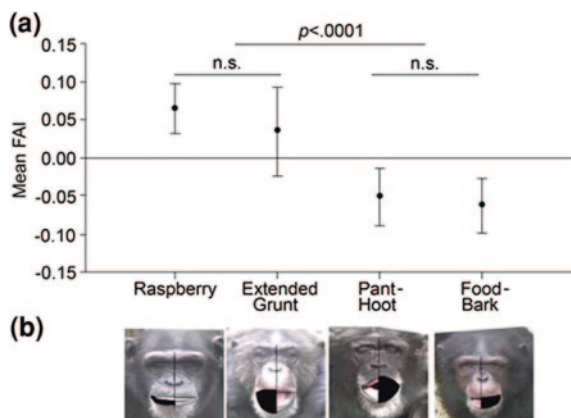 (a)
p<.0001
n.s.
n.s.
0.15
0.10
0.05
0.00
-0.05
-0.10
-0.15
Mean FAI
Raspberry
Extended
Grunt
Pant-
Hoot
Food-
Bark
(b)